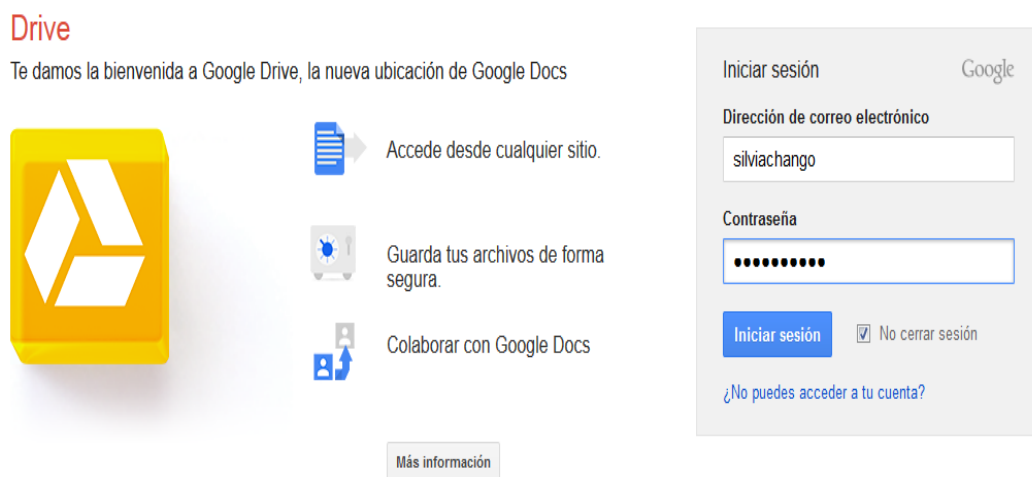 Drive
Te damos la bienvenida a Google Drive, la nueva ubicación de Google Docs
Accede desde cualquier sitio.
Guarda tus archivos de forma
segura.
Colaborar con Google Docs
Más información
Iniciar sesión Google
Dirección de correo electrónico
silviachango
Contraseña
••••••••••
Iniciar sesión No cerrar sesión
¿No puedes acceder a tu cuenta?